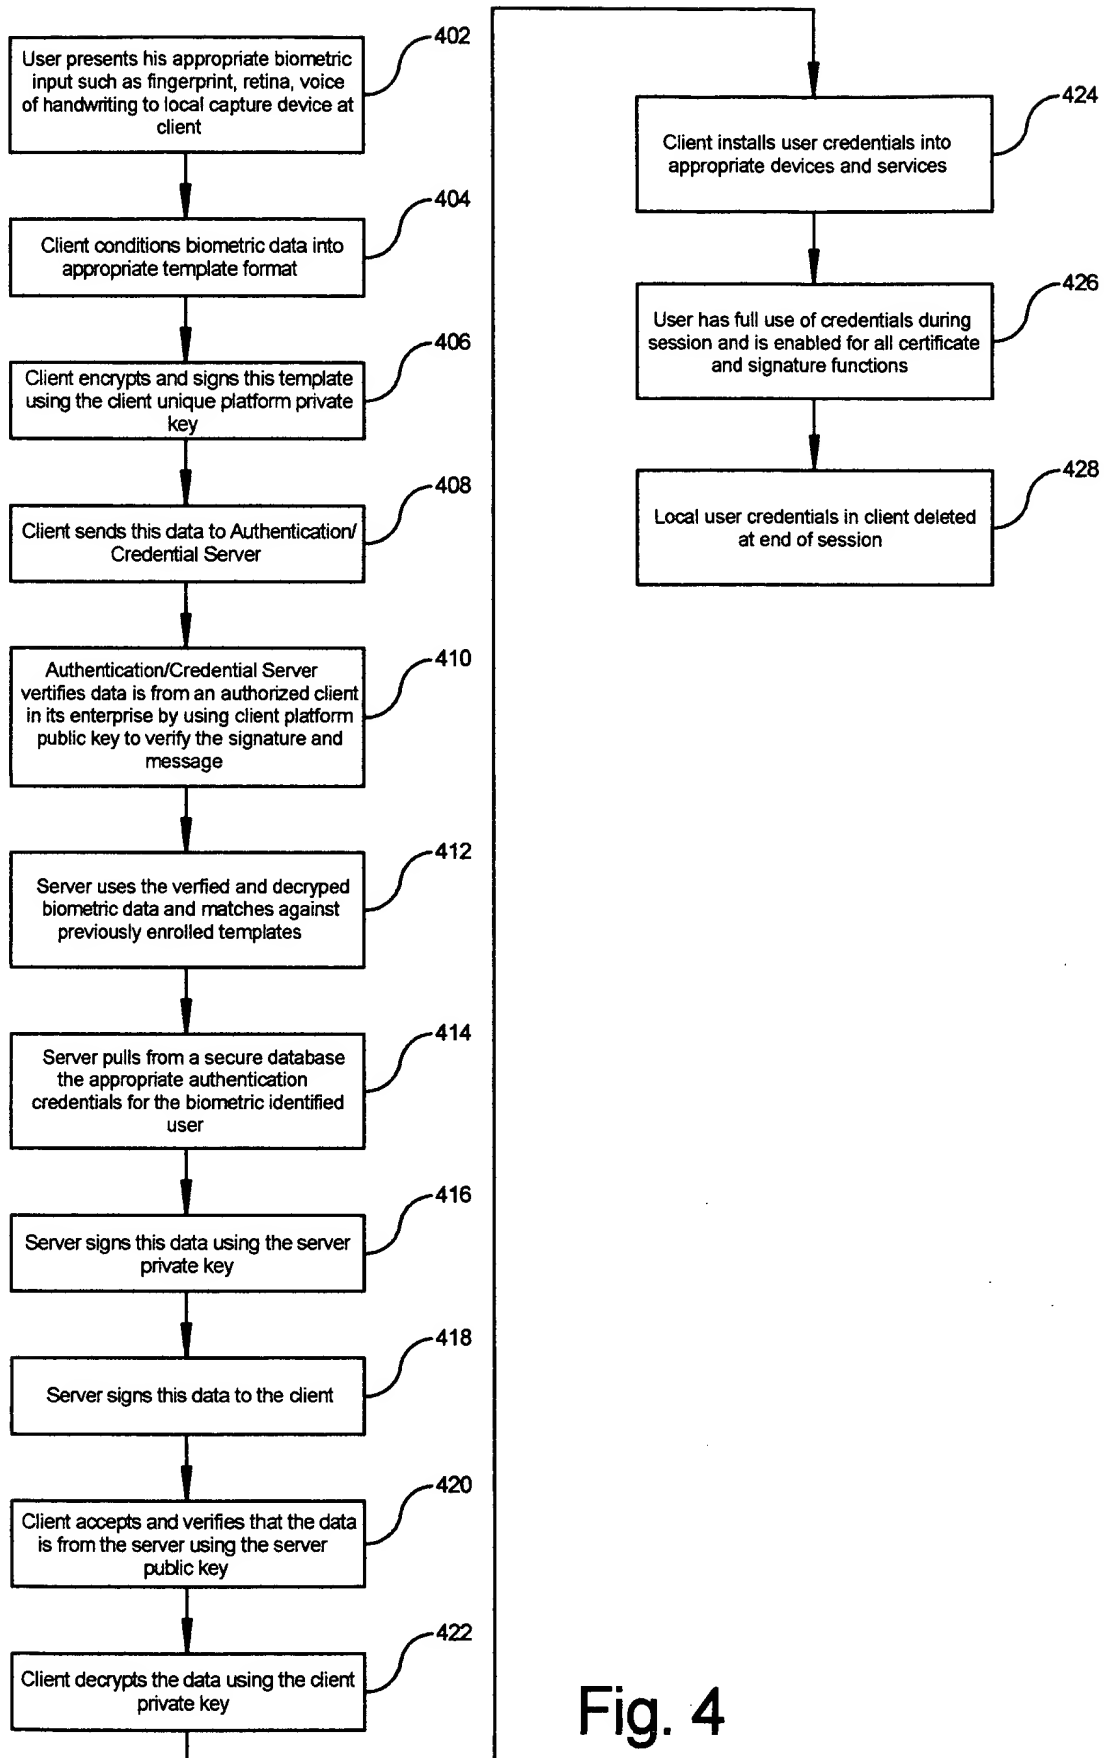 402
User presents his appropriate biometric
input such as fingerprint, retina, voice
of handwriting to local capture device at
client
404
Client conditions biometric data into
appropriate template format
406
Client encrypts and signs this template
using the client unique platform private
key
408
Client sends this data to Authentication/
Credential Server
410
Authentication/Credential Server
vertifies data is from an authorized client
in its enterprise by using client platform
public key to verify the signature and
message
412
Server uses the verfied and decryped
biometric data and matches against
previously enrolled templates
414
Server pulls from a secure database
the appropriate authentication
credentials for the biometric identified
user
416
Server signs this data using the server
private key
418
Server signs this data to the client
420
Client accepts and verifies that the data
is from the server using the server
public key
422
Client decrypts the data using the client
private key
424
Client installs user credentials into
appropriate devices and services
426
User has full use of credentials during
session and is enabled for all certificate
and signature functions
428
Local user credentials in client deleted
at end of session
Fig. 4